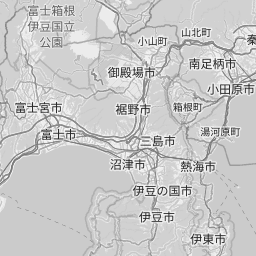 富士箱根
伊豆国立
公園
小山町
山北町
秦
御殿場市
南足柄市
小田原市
富士宮市
裾野市
箱根町
富士市
湯河原町
三島市
沼津市
熱海市
伊豆の国市
伊豆市
伊東市